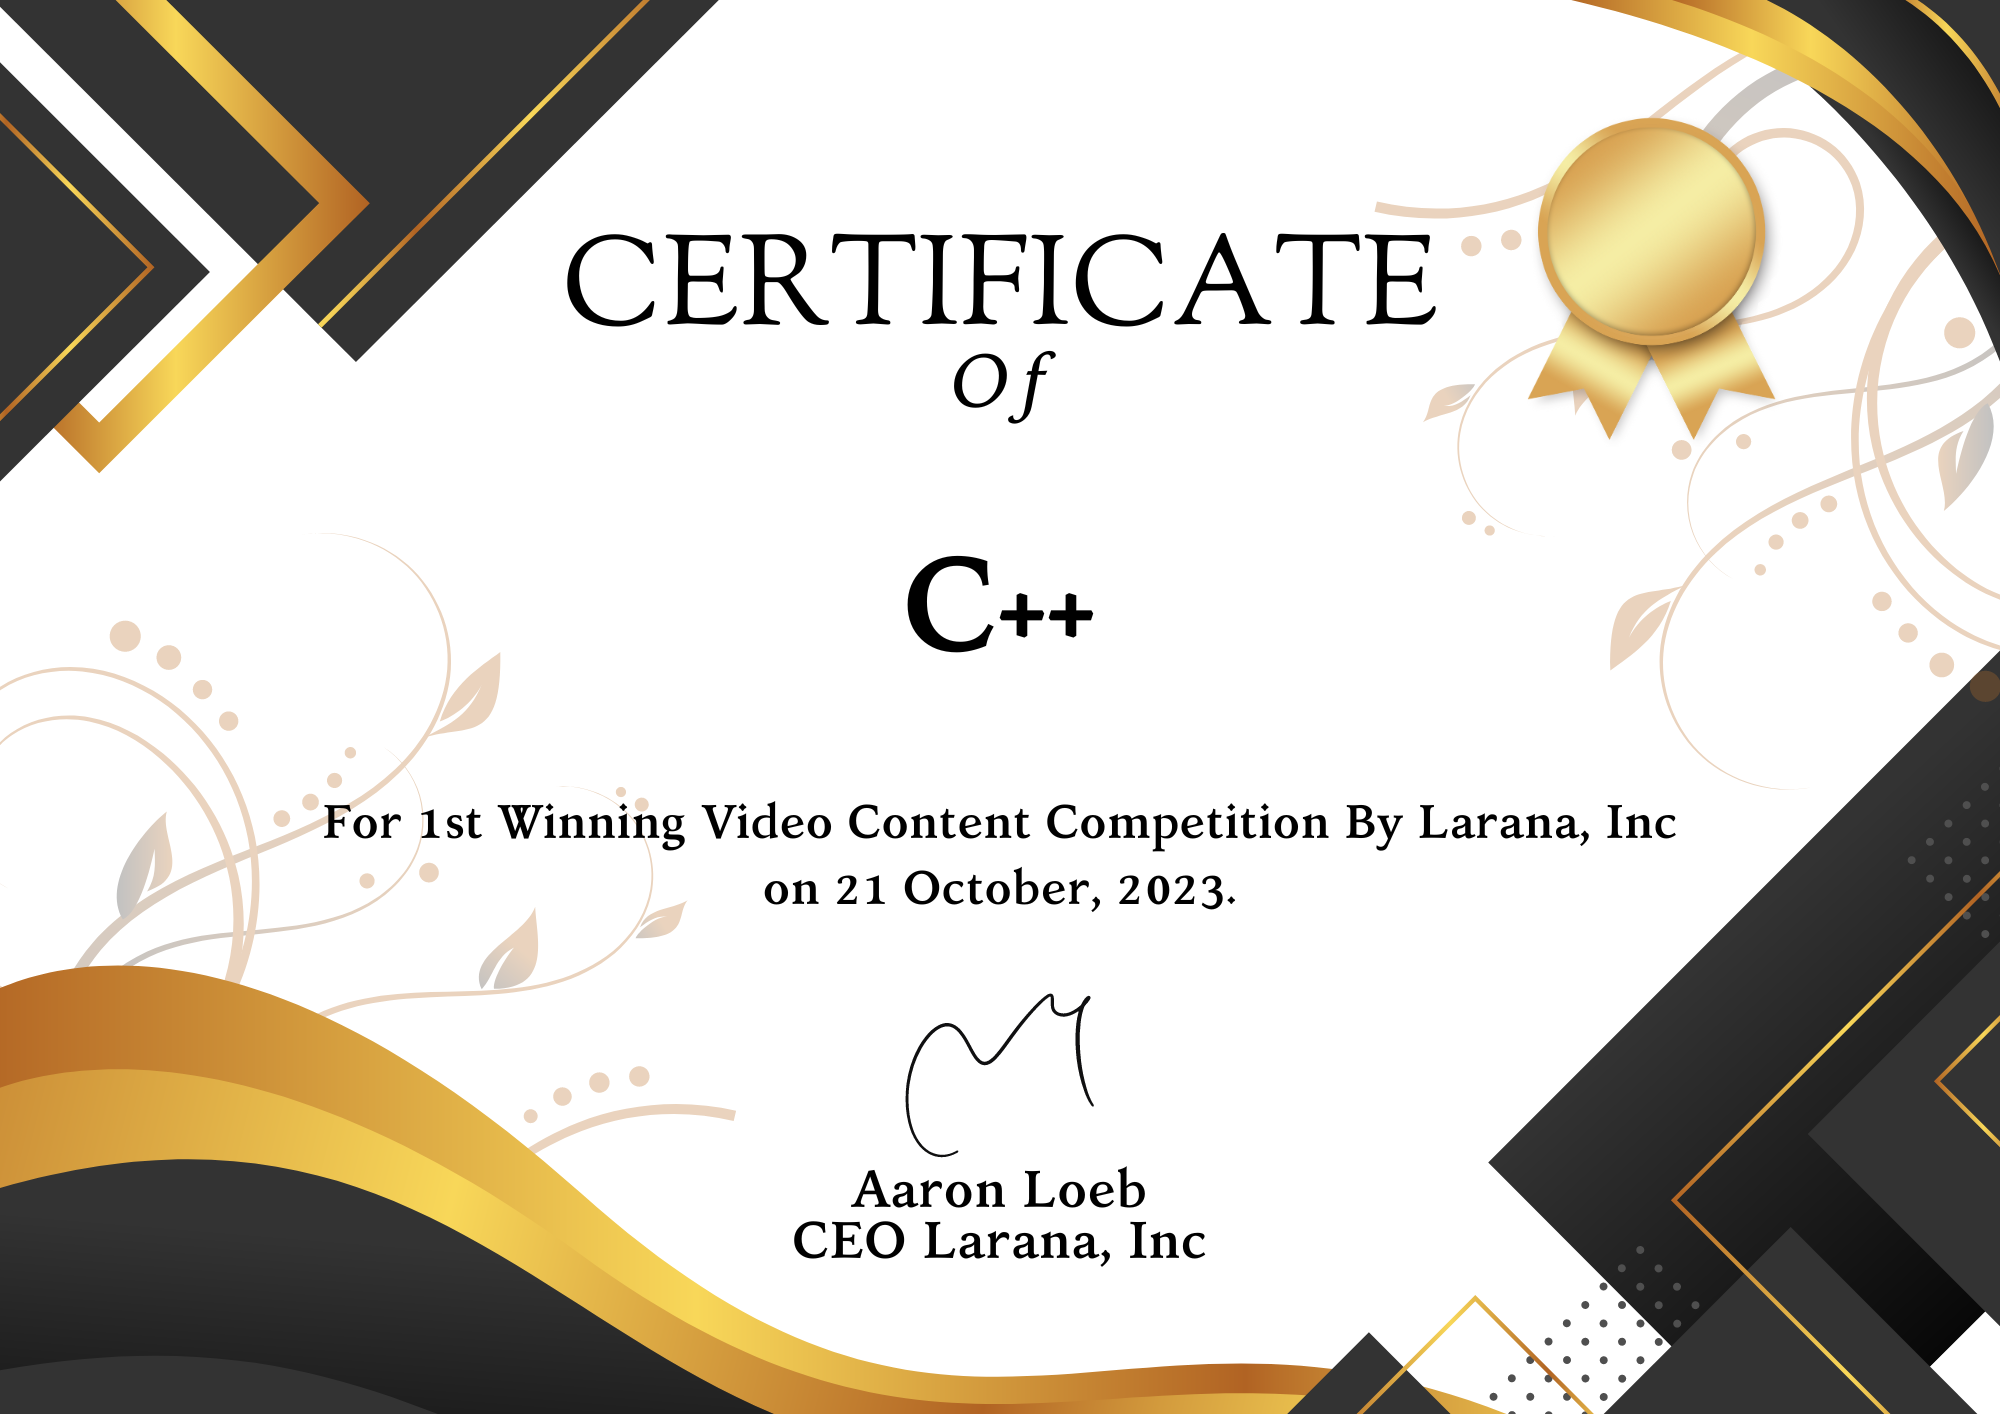 CERTIFICATE
Of
C++
For 1st Winning Video Content Competition By Larana, Inc
on 21 October, 2023.
Aaron Loeb
CEO Larana, Inc